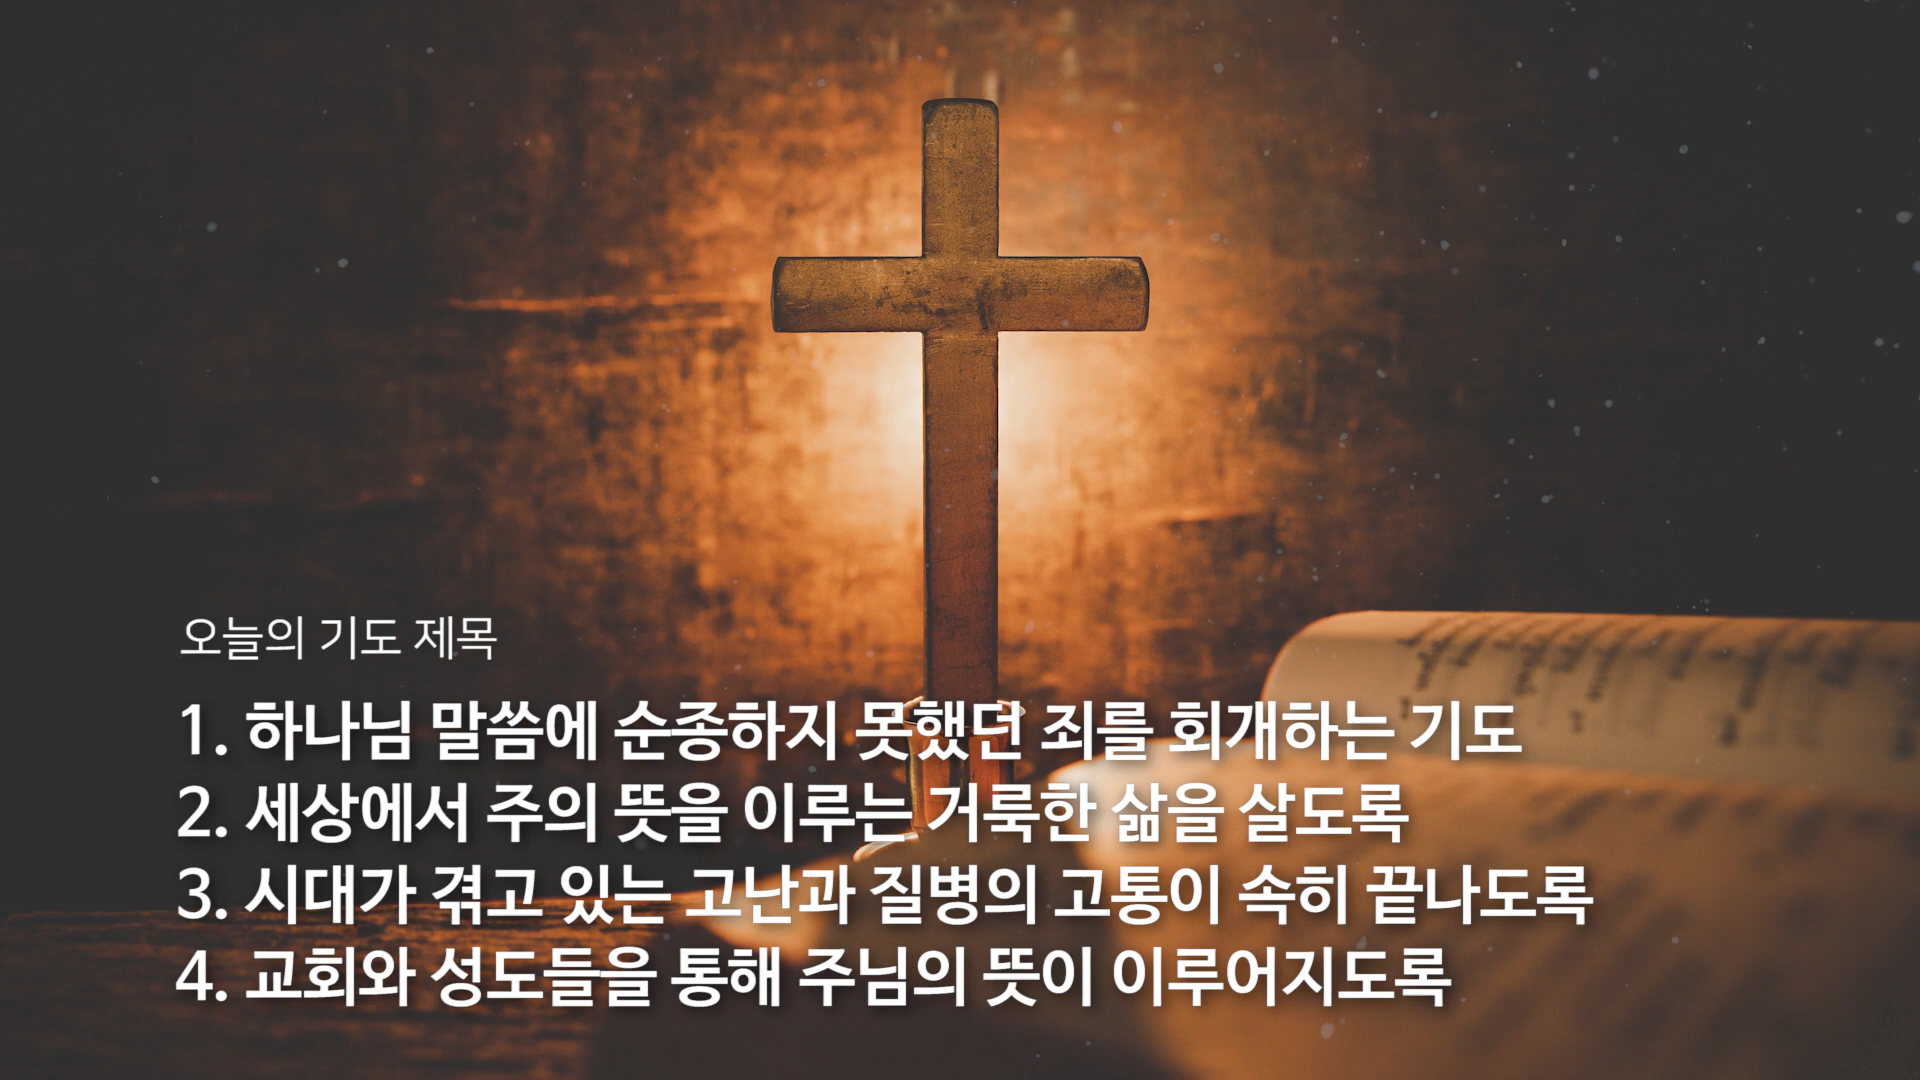 오늘의 기도 제목
1. 하나님 말씀에 순종하지 못했던 죄를 회개하는 기도
2. 세상에서 주의 뜻을 이루는 거룩한 삶을 살도록
3. 시대가 겪고 있는 고난과 질병의 고통이 속히 끝나도록
4. 교회와 성도들을 통해 주님의 뜻이 이루어지도록